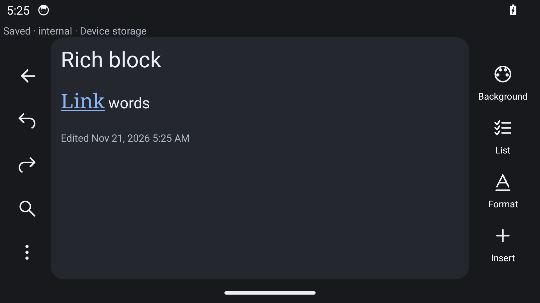 5:25
Saved · internal · Device storage
Rich block
Link words
Edited Nov 21, 2026 5:25 AM
Background
List
Format
Insert